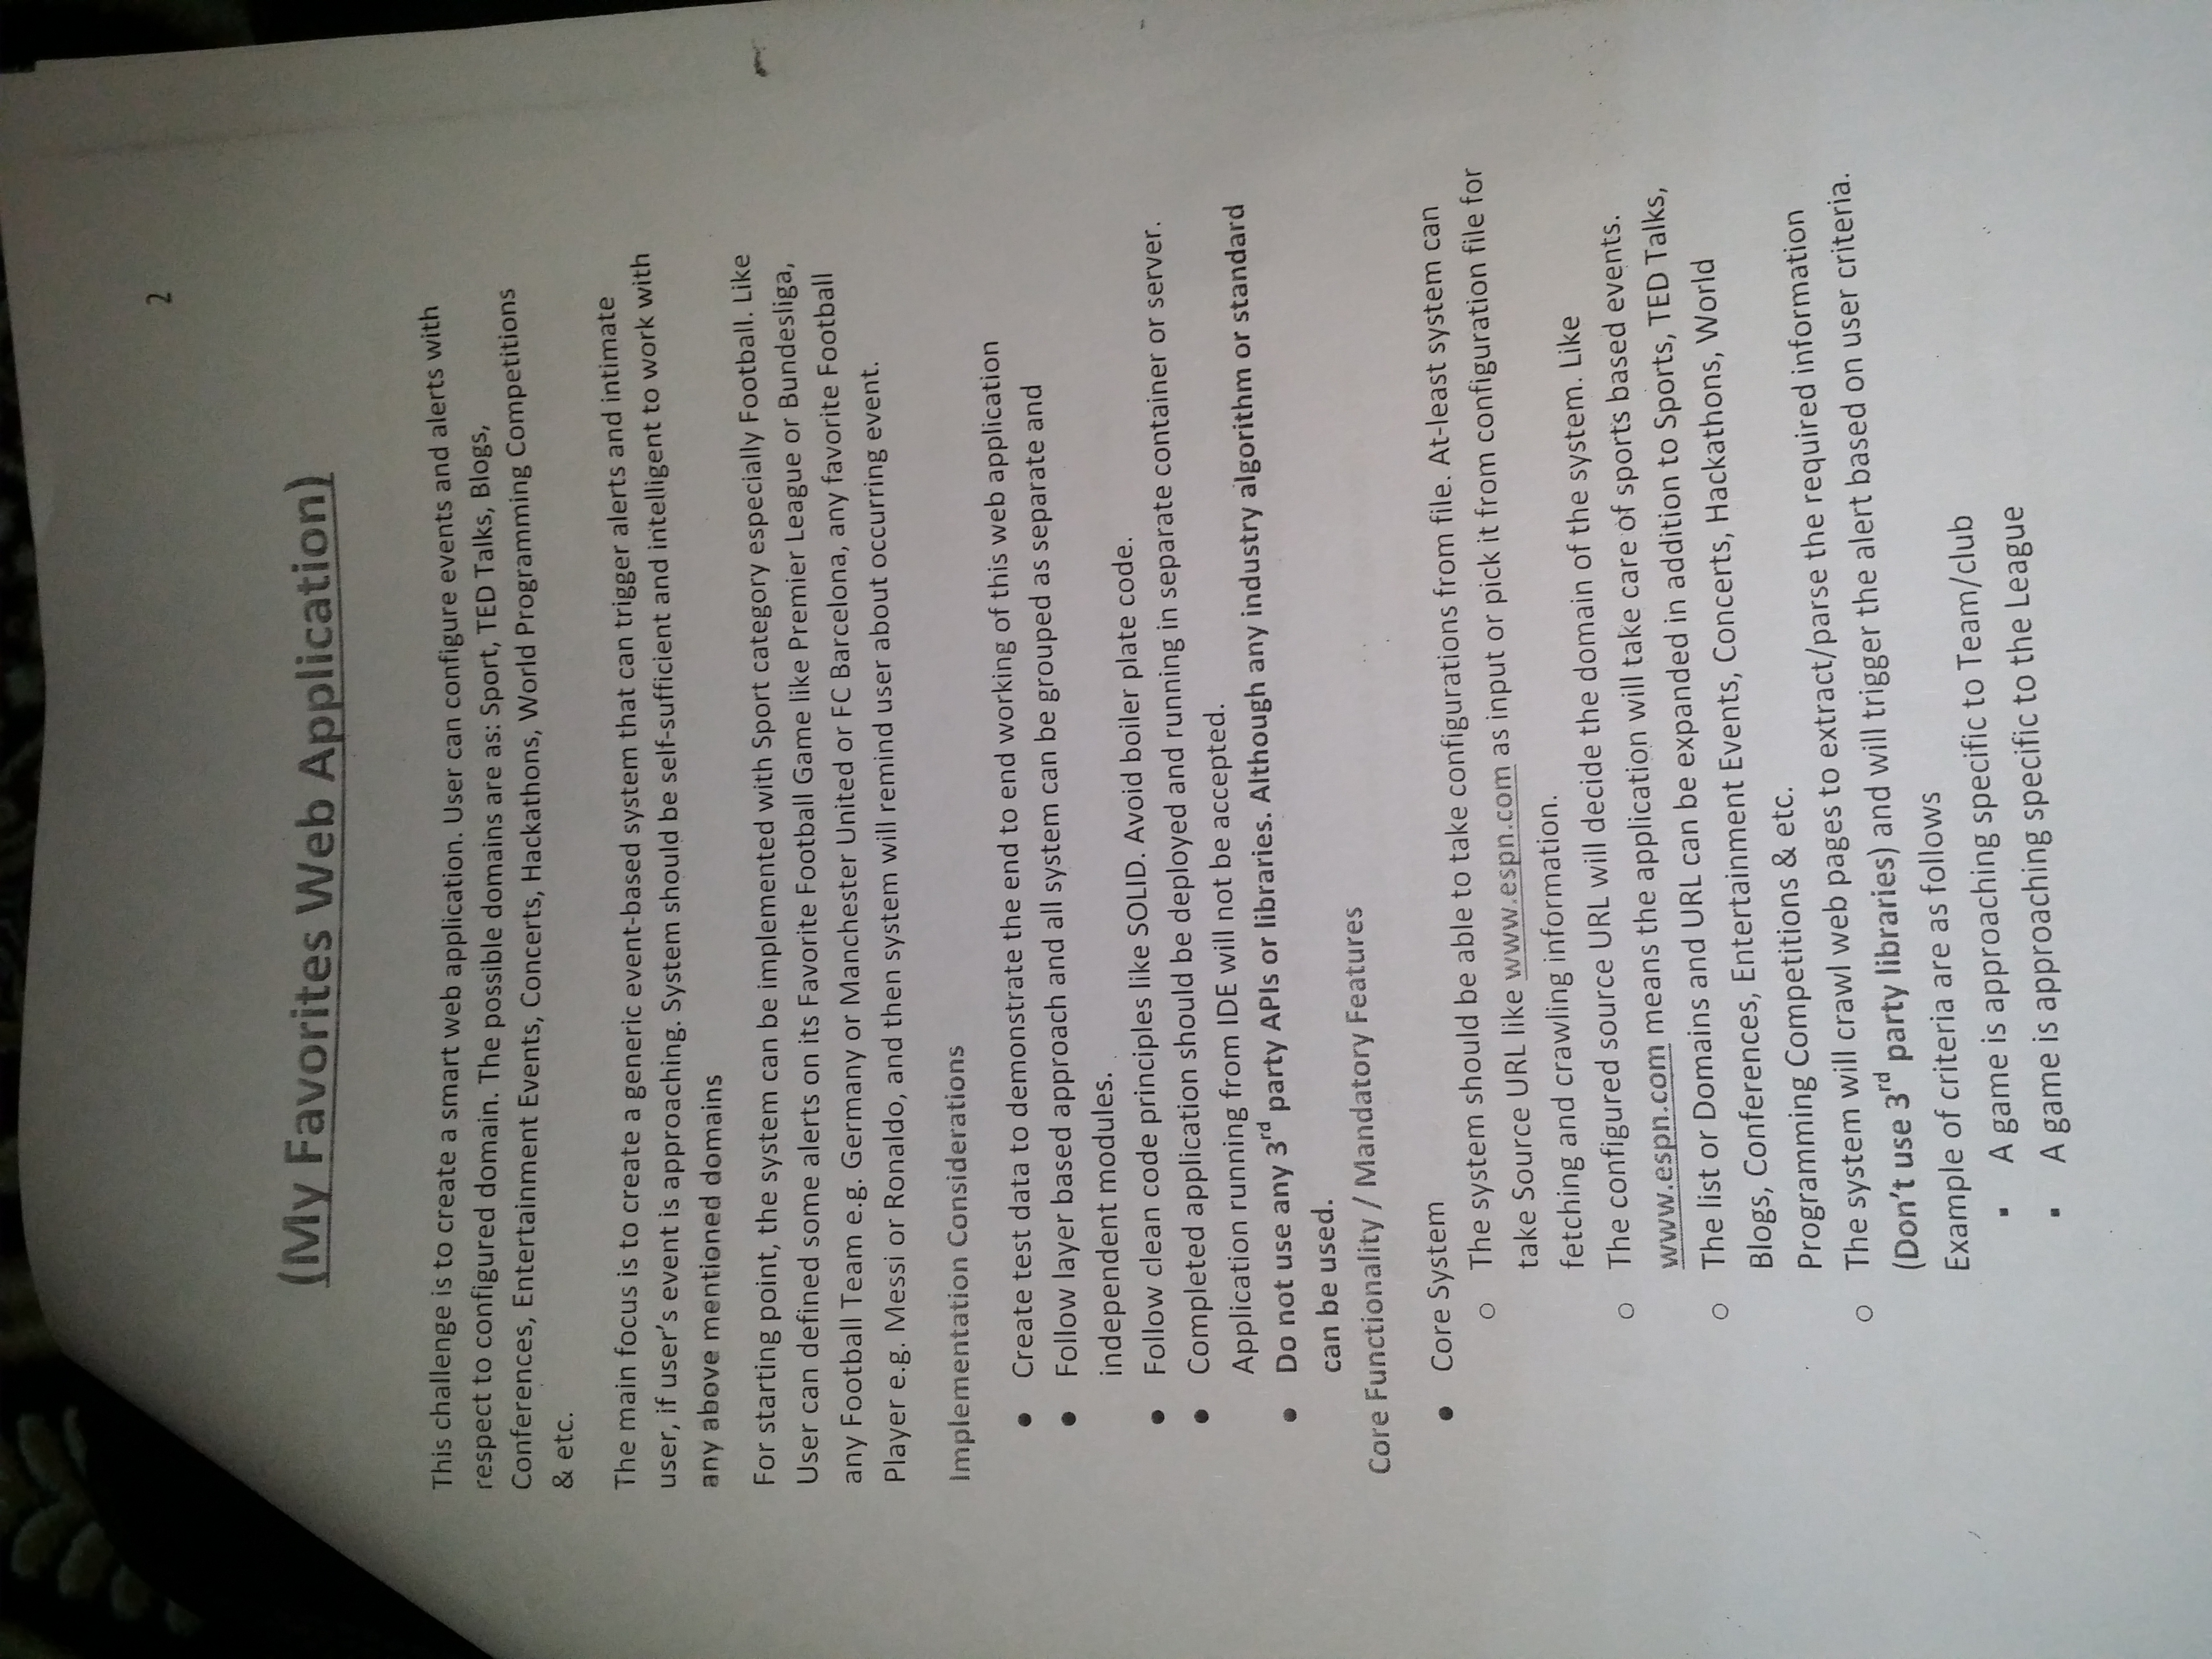 2
(My Favorites Web Application)
This challenge is to create a smart web application. User can configure events and alerts with
respect to configured domain. The possible domains are as: Sport, TED Talks, Blogs,
Conferences, Entertainment Events, Concerts, Hackathons, World Programming Competitions
& etc.
The main focus is to create a generic event-based system that can trigger alerts and intimate
user, if user's event is approaching. System should be self-sufficient and intelligent to work with
any above mentioned domains
For starting point, the system can be implemented with Sport category especially Football. Like
User can defined some alerts on its Favorite Football Game like Premier League or Bundesliga,
any Football Team e.g. Germany or Manchester United or FC Barcelona, any favorite Football
Player e.g. Messi or Ronaldo, and then system will remind user about occurring event.
Implementation Considerations
● Create test data to demonstrate the end to end working of this web application
● Follow layer based approach and all system can be grouped as separate and
independent modules.
● Follow clean code principles like SOLID. Avoid boiler plate code.
● Completed application should be deployed and running in separate container or server.
Application running from IDE will not be accepted.
● Do not use any 3rd party APIs or libraries. Although any industry algorithm or standard
can be used.
Core Functionality / Mandatory Features
● Core System
o The system should be able to take configurations from file. At-least system can
take Source URL like www.espn.com as input or pick it from configuration file for
fetching and crawling information.
o The configured source URL will decide the domain of the system. Like
www.espn.com means the application will take care of sports based events.
o The list or Domains and URL can be expanded in addition to Sports, TED Talks,
Blogs, Conferences, Entertainment Events, Concerts, Hackathons, World
Programming Competitions & etc.
o The system will crawl web pages to extract/parse the required information
(Don't use 3rd party libraries) and will trigger the alert based on user criteria.
Example of criteria are as follows
▪ A game is approaching specific to Team/club
▪ A game is approaching specific to the League